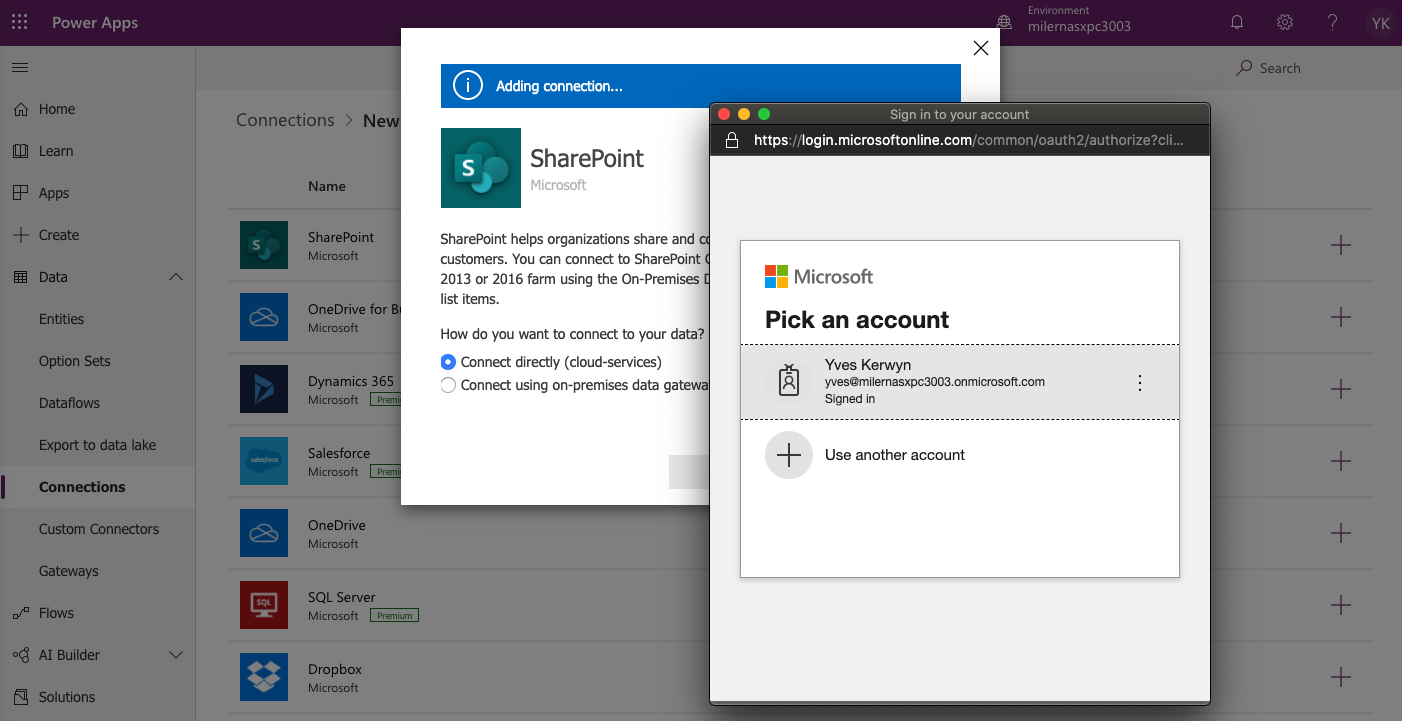 Power Apps
Environment
milernasxpc3003
YK
Search
Home
Learn
Apps
Create
Data
Entities
Option Sets
Dataflows
Export to data lake
Connections
Custom Connectors
Gateways
Flows
AI Builder
Solutions
Connections > New
Name
SharePoint
Microsoft
OneDrive for Bu
Microsoft
Dynamics 365
Microsoft Premiu
salesforce
Salesforce
Microsoft Premiu
OneDrive
Microsoft
SQL
SQL Server
Microsoft Premium
Dropbox
Microsoft
Adding connection...
S
SharePoint
Microsoft
SharePoint helps organizations share and co
customers. You can connect to SharePoint O
2013 or 2016 farm using the On-Premises D
list items.
How do you want to connect to your data?
Connect directly (cloud-services)
Connect using on-premises data gateway
Sign in to your account
https://login.microsoftonline.com/common/oauth2/authorize?cli...
Microsoft
Pick an account
Yves Kerwyn
yves@milernasxpc3003.onmicrosoft.com
Signed in
Use another account